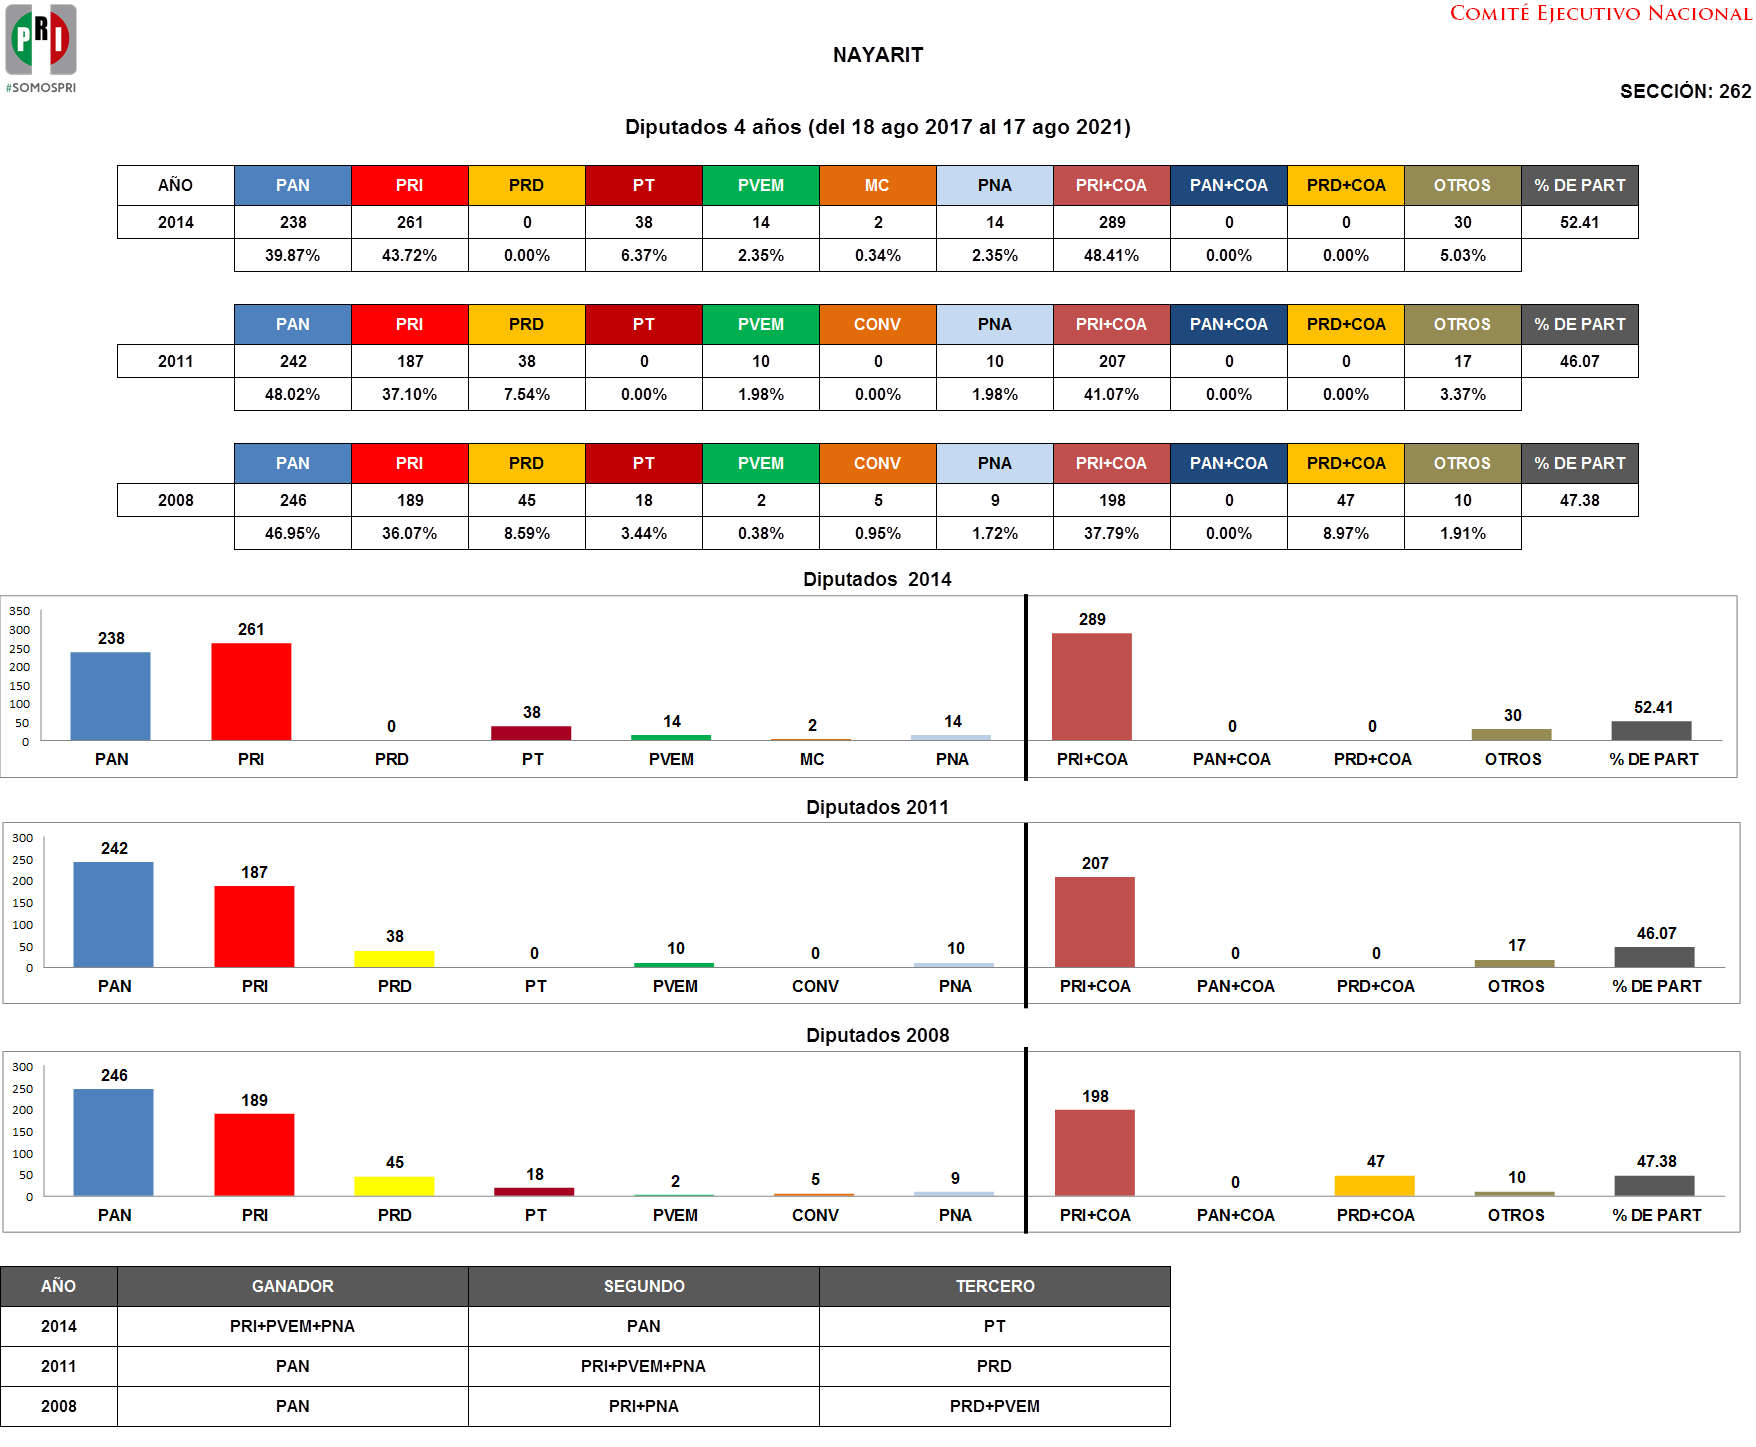 PRI
#SOMOSPRI
COMITÉ EJECUTIVO NACIONAL
NAYARIT
SECCIÓN: 262
Diputados 4 años (del 18 ago 2017 al 17 ago 2021)
AÑO PAN PRI PRD PT PVEM MC PNA PRI+COA PAN+COA PRD+COA OTROS % DE PART
2014 238 261 0 38 14 2 14 289 0 0 30 52.41
39.87% 43.72% 0.00% 6.37% 2.35% 0.34% 2.35% 48.41% 0.00% 0.00% 5.03%
PAN PRI PRD PT PVEM CONV PNA PRI+COA PAN+COA PRD+COA OTROS % DE PART
2011 242 187 38 0 10 0 10 207 0 0 17 46.07
48.02% 37.10% 7.54% 0.00% 1.98% 0.00% 1.98% 41.07% 0.00% 0.00% 3.37%
PAN PRI PRD PT PVEM CONV PNA PRI+COA PAN+COA PRD+COA OTROS % DE PART
2008 246 189 45 18 2 5 9 198 0 47 10 47.38
46.95% 36.07% 8.59% 3.44% 0.38% 0.95% 1.72% 37.79% 0.00% 8.97% 1.91%
Diputados 2014
350
300
250
200
150
100
50
0
238 261 0 38 14 2 14 289 0 0 30 52.41
PAN PRI PRD PT PVEM MC PNA PRI+COA PAN+COA PRD+COA OTROS % DE PART
Diputados 2011
300
250
200
150
100
50
0
242 187 38 0 10 0 10 207 0 0 17 46.07
PAN PRI PRD PT PVEM CONV PNA PRI+COA PAN+COA PRD+COA OTROS % DE PART
Diputados 2008
300
250
200
150
100
50
0
246 189 45 18 2 5 9 198 0 47 10 47.38
PAN PRI PRD PT PVEM CONV PNA PRI+COA PAN+COA PRD+COA OTROS % DE PART
AÑO GANADOR SEGUNDO TERCERO
2014 PRI+PVEM+PNA PAN PT
2011 PAN PRI+PVEM+PNA PRD
2008 PAN PRI+PNA PRD+PVEM